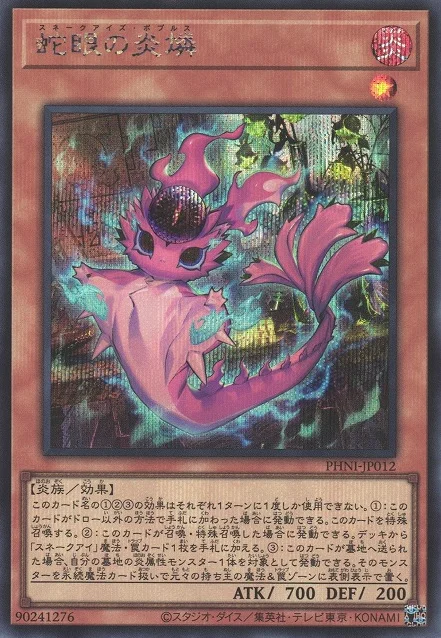 スネークアイズ・ポプルス
蛇眼の炎燐
炎
PHNI-JP012
【炎族/効果】
このカード名の①②③の効果はそれぞれ1ターンに1度しか使用できない。①:こ
のカードがドロー以外の方法で手札に加わった場合に発動できる。このカードを特殊
召喚する。②:このカードが召喚・特殊召喚した場合に発動できる。デッキから
「スネークアイ」魔法・罠カード1枚を手札に加える。③:このカードが墓地へ送られ
た場合、自分の墓地の炎属性モンスター1体を対象として発動できる。そのモンス
ターを永続魔法カード扱いで元々の持ち主の魔法&罠ゾーンに表側表示で置く。
ATK/ 700 DEF/ 200
90241276
©スタジオ・ダイス/集英社・テレビ東京・KONAMI